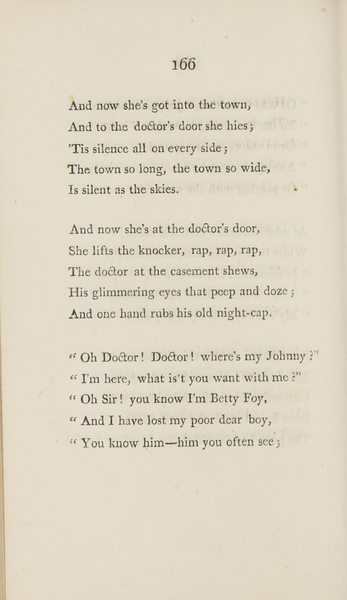 166
And now she's got into the town,
And to the doctor's door she hies;
'Tis silence all on every side;
The town so long, the town so wide,
Is silent as the skies.
And now she's at the doctor's door,
She lifts the knocker, rap, rap, rap,
The doctor at the casement shews,
His glimmering eyes that peep and doze;
And one hand rubs his old night-cap.
“ Oh Doctor! Doctor! where's my Johnny?”
“ I'm here, what is't you want with me?”
“ Oh Sir! you know I'm Betty Foy,
“ And I have lost my poor dear boy,
“ You know him—him you often see;